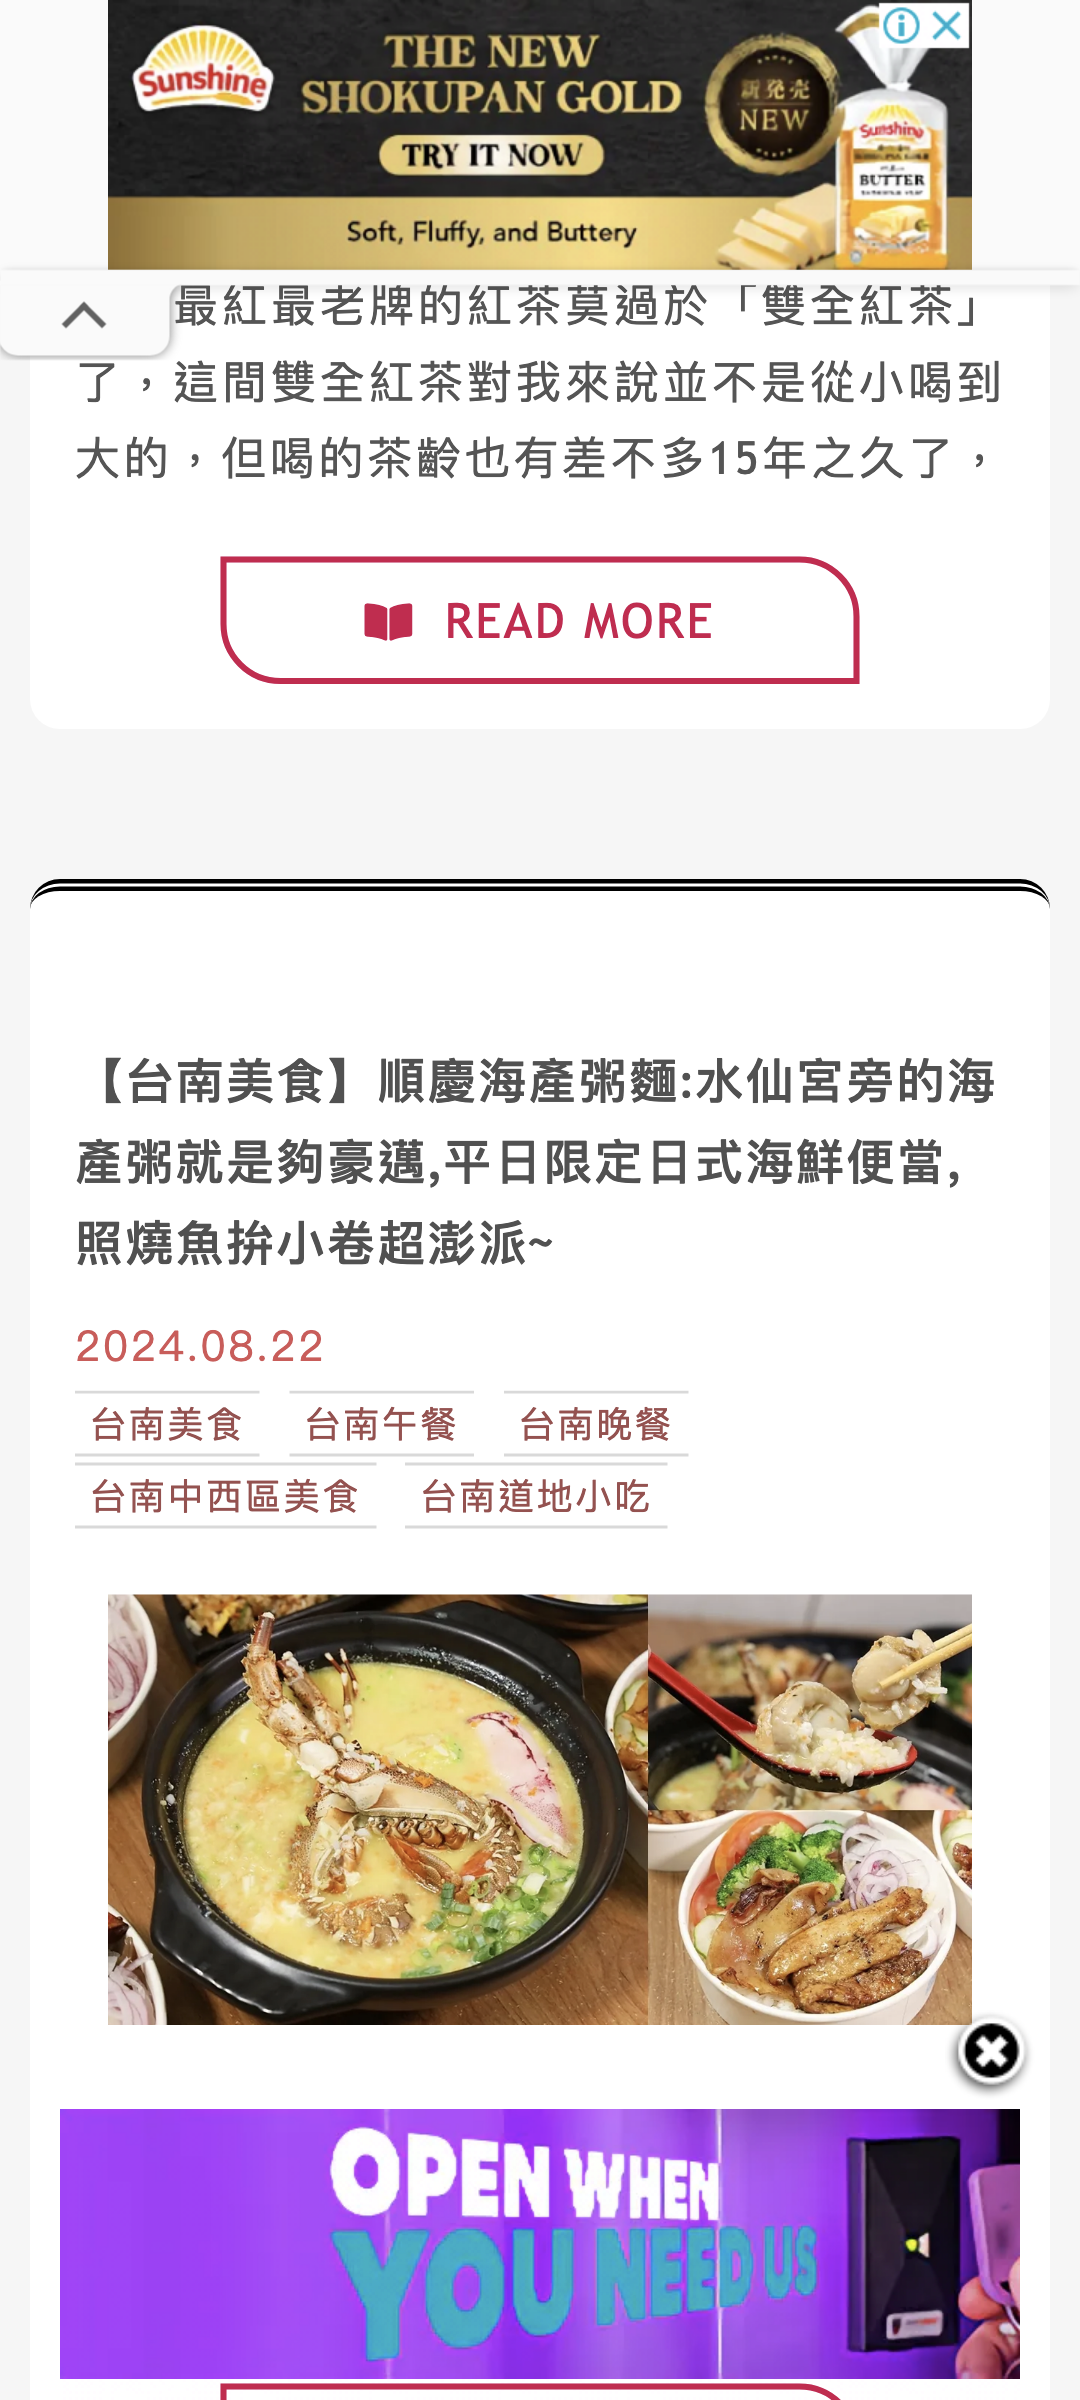 Sunshine
THE NEW
SHOKUPAN GOLD
TRY IT NOW
Soft, Fluffy, and Buttery
新発売
NEW
Sunshine
BUTTER
最紅最老牌的紅茶莫過於「雙全紅茶」
了，這間雙全紅茶對我來說並不是從小喝到
大的，但喝的茶齡也有差不多15年之久了，
READ MORE
【台南美食】順慶海產粥麵:水仙宮旁的海
產粥就是夠豪邁,平日限定日式海鮮便當,
照燒魚拚小卷超澎派~
2024.08.22
台南美食 台南午餐 台南晚餐
台南中西區美食 台南道地小吃
OPEN WHEN
YOU NEED US